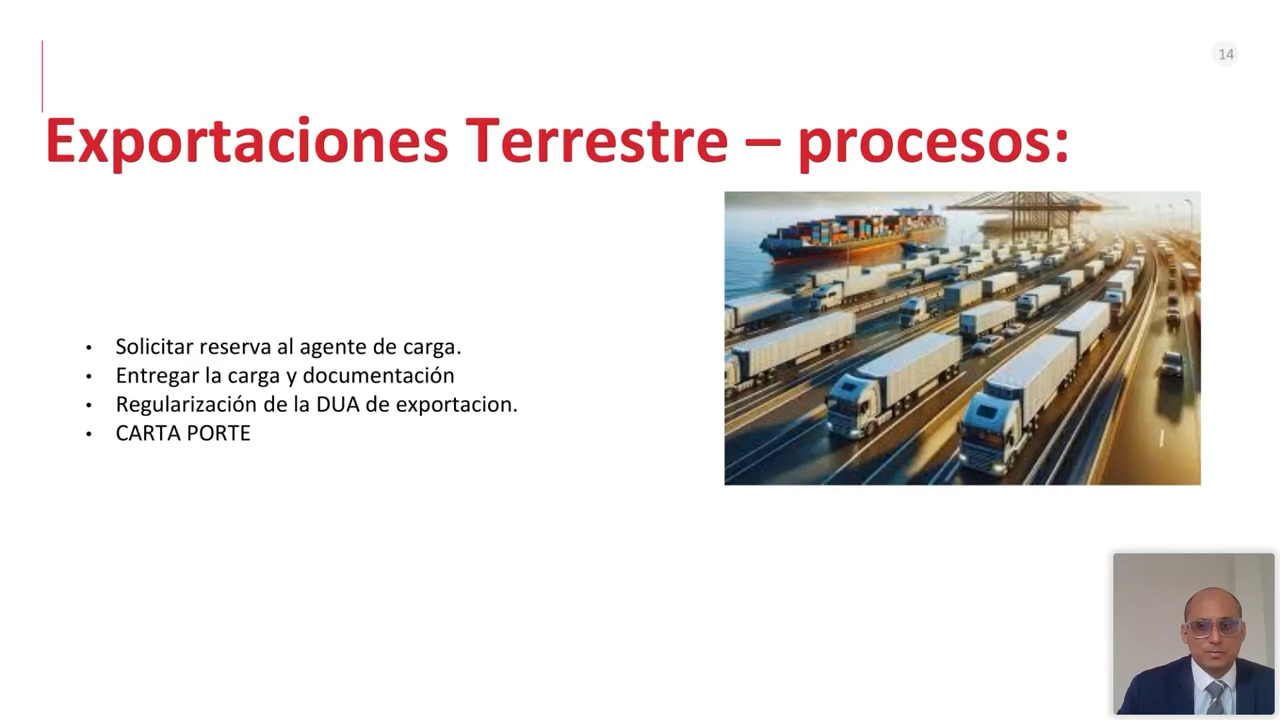 14
Exportaciones Terrestre – procesos:
• Solicitar reserva al agente de carga.
• Entregar la carga y documentación
• Regularización de la DUA de exportacion.
• CARTA PORTE